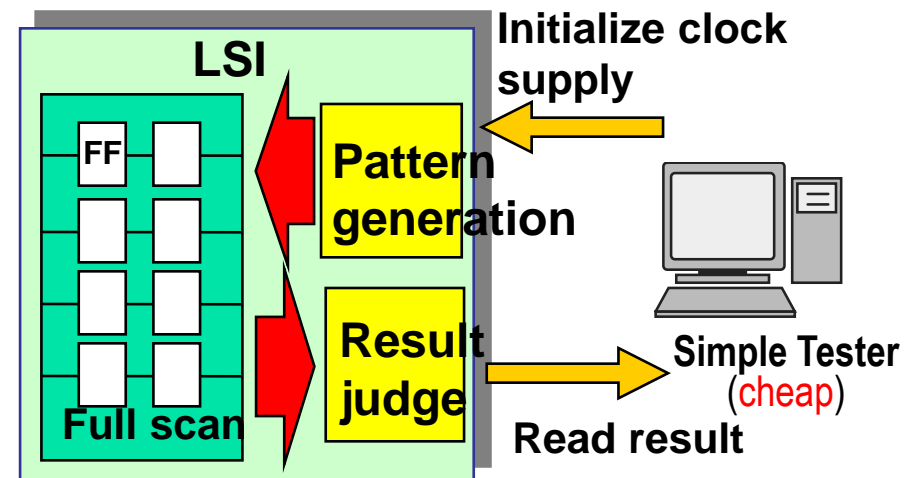 LSI
Initialize clock
supply
FF
Pattern
generation
Result
judge
Full scan
Simple Tester
(cheap)
Read result